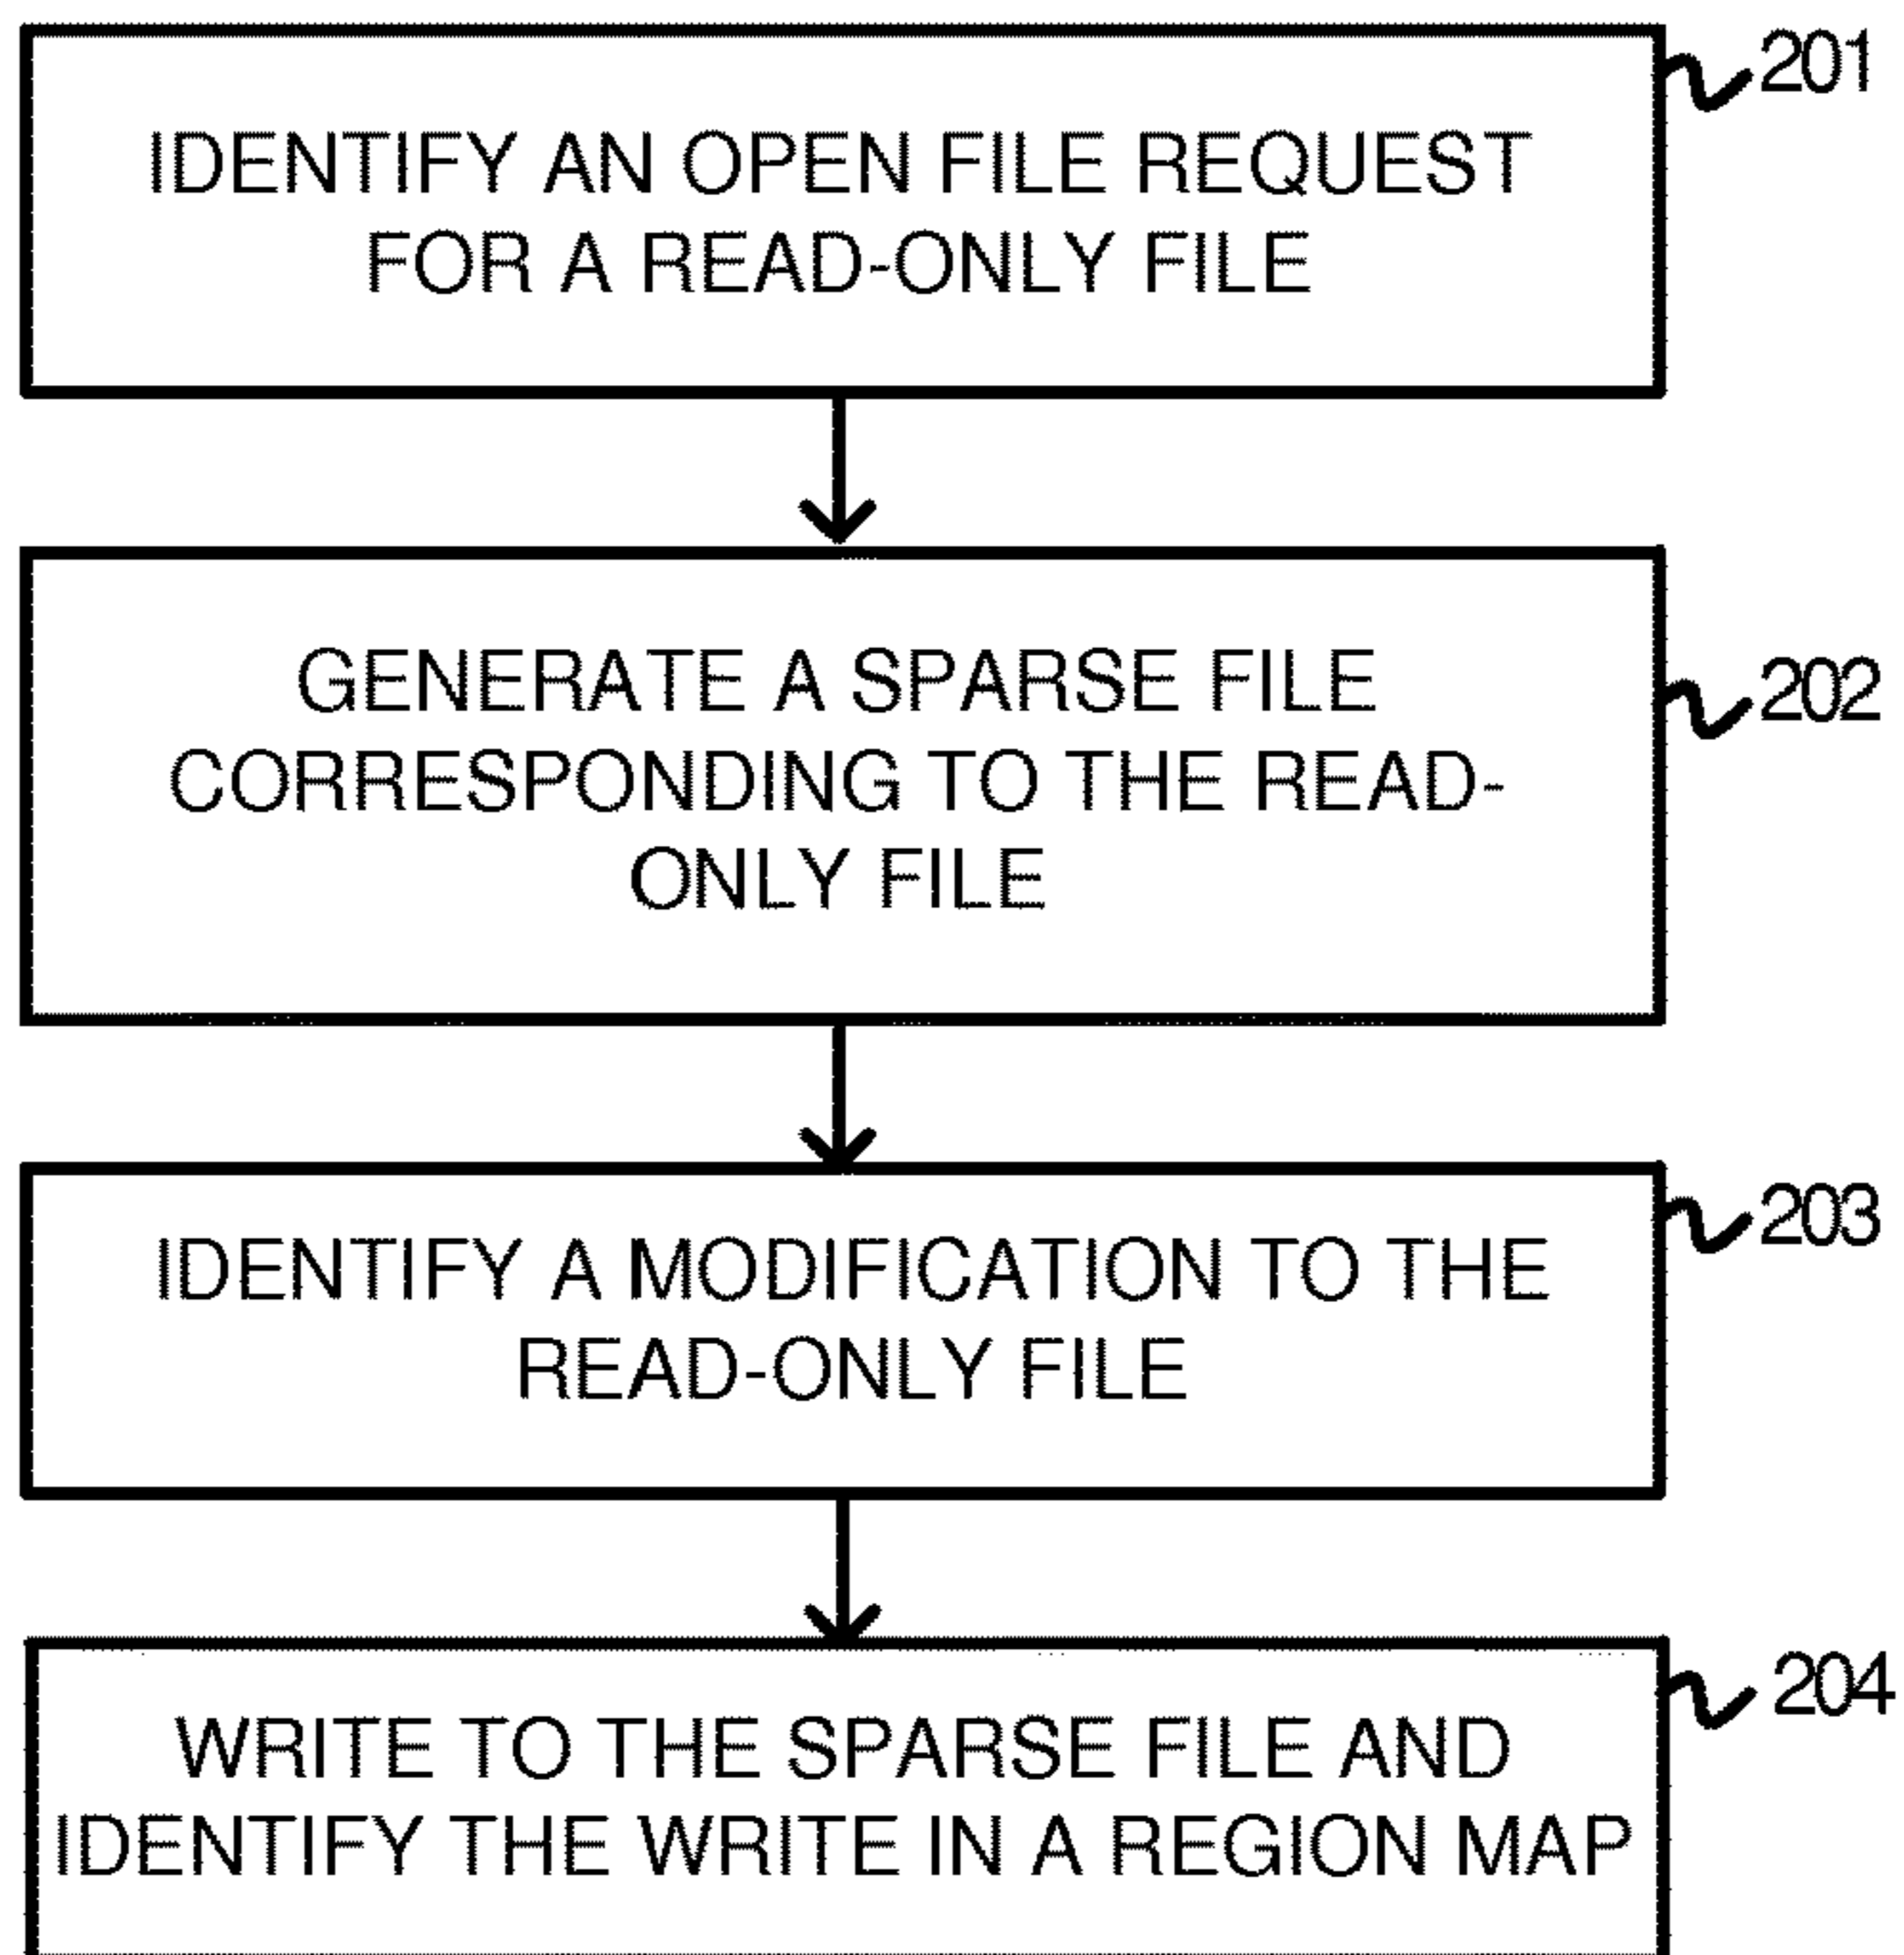 201
IDENTIFY AN OPEN FILE REQUEST
FOR A READ-ONLY FILE
202
GENERATE A SPARSE FILE
CORRESPONDING TO THE READ-
ONLY FILE
203
IDENTIFY A MODIFICATION TO THE
READ-ONLY FILE
204
WRITE TO THE SPARSE FILE AND
IDENTIFY THE WRITE IN A REGION MAP